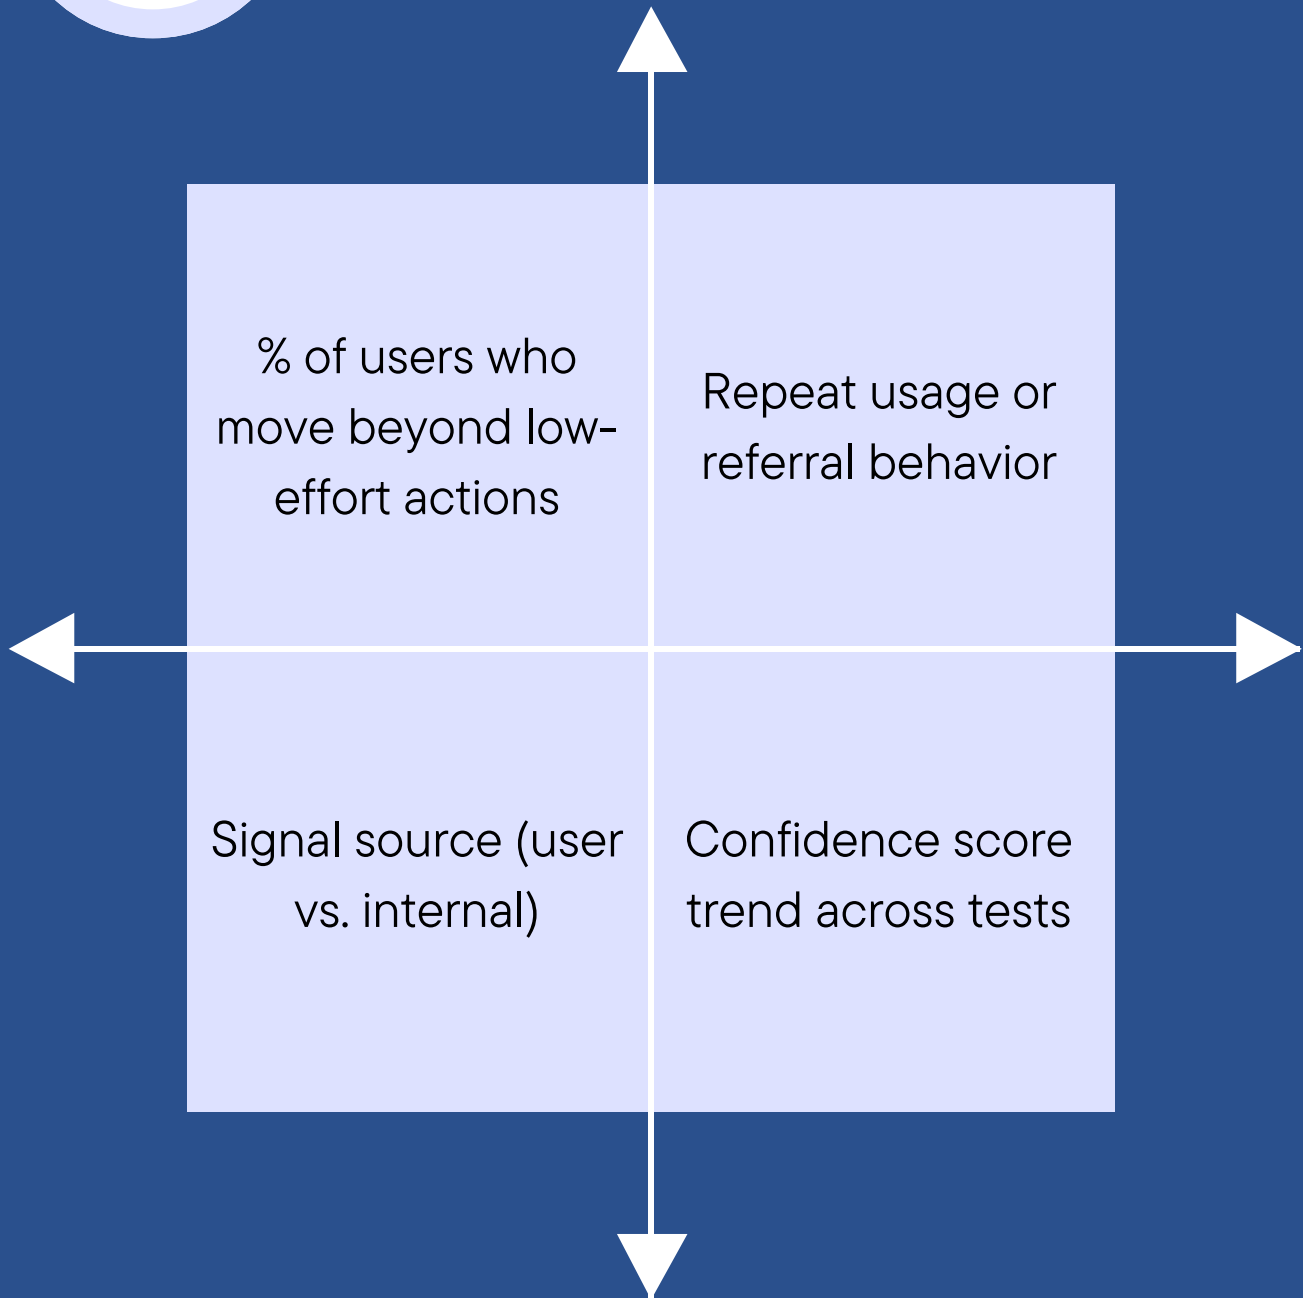 % of users who
move beyond low-
effort actions
Repeat usage or
referral behavior
Signal source (user
vs. internal)
Confidence score
trend across tests